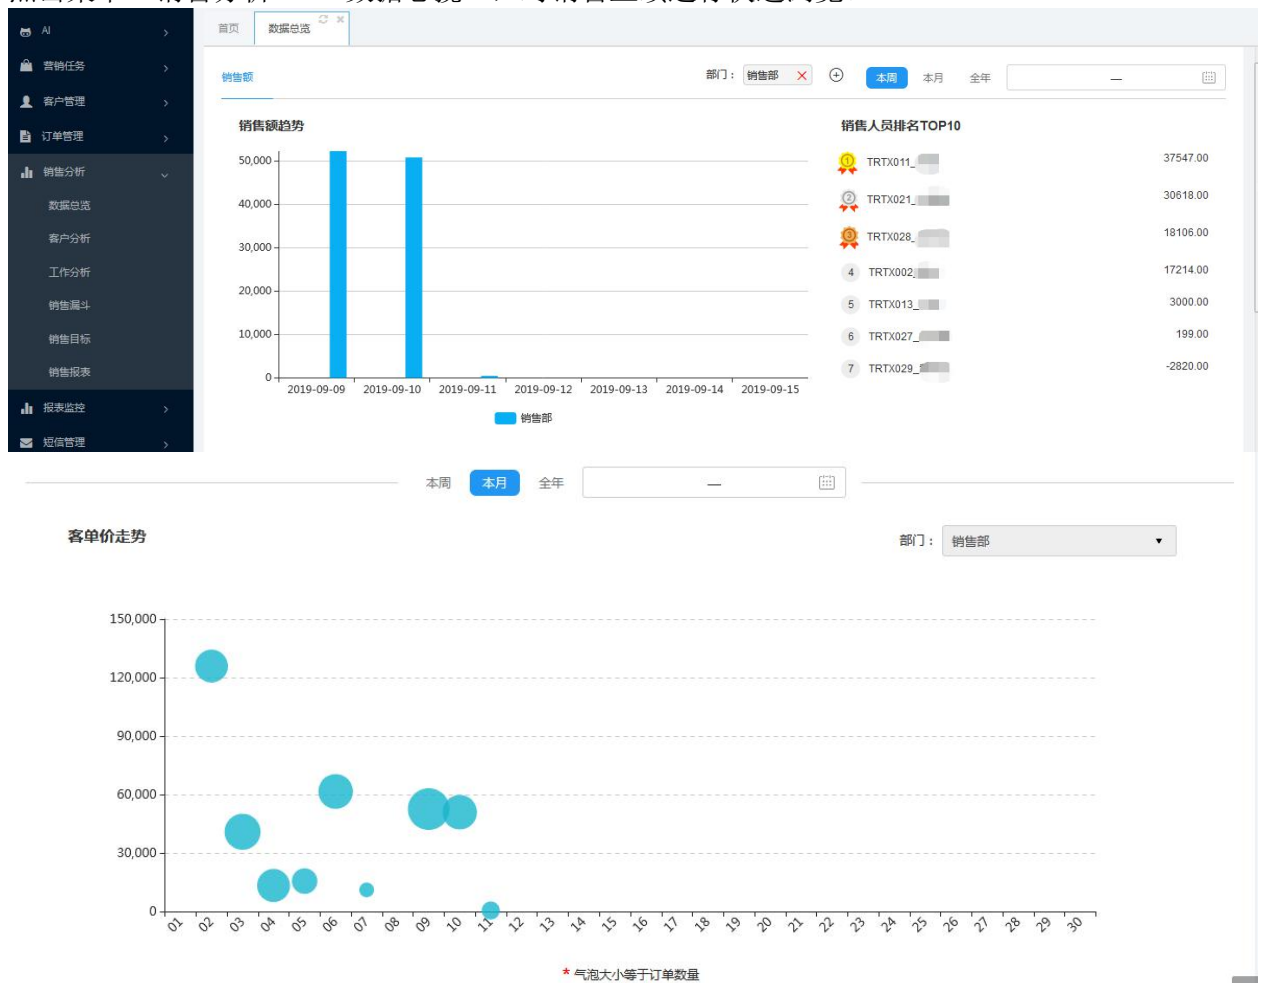 AI
营销任务
客户管理
订单管理
销售分析
数据总览
客户分析
工作分析
销售漏斗
销售目标
销售报表
报表监控
短信管理
首页 数据总览
销售额 部门： 销售部 本周 本月 全年 —
销售额趋势
50,000
40,000
30,000
20,000
10,000
0
2019-09-09 2019-09-10 2019-09-11 2019-09-12 2019-09-13 2019-09-14 2019-09-15
销售部
销售人员排名TOP10
1 TRTX011_ 37547.00
2 TRTX021_ 30618.00
3 TRTX028_ 18106.00
4 TRTX002_ 17214.00
5 TRTX013_ 3000.00
6 TRTX027_ 199.00
7 TRTX029_ -2820.00
本周 本月 全年 —
客单价走势 部门： 销售部
150,000
120,000
90,000
60,000
30,000
0
01 02 03 04 05 06 07 08 09 10 11 12 13 14 15 16 17 18 19 20 21 22 23 24 25 26 27 28 29 30
* 气泡大小等于订单数量